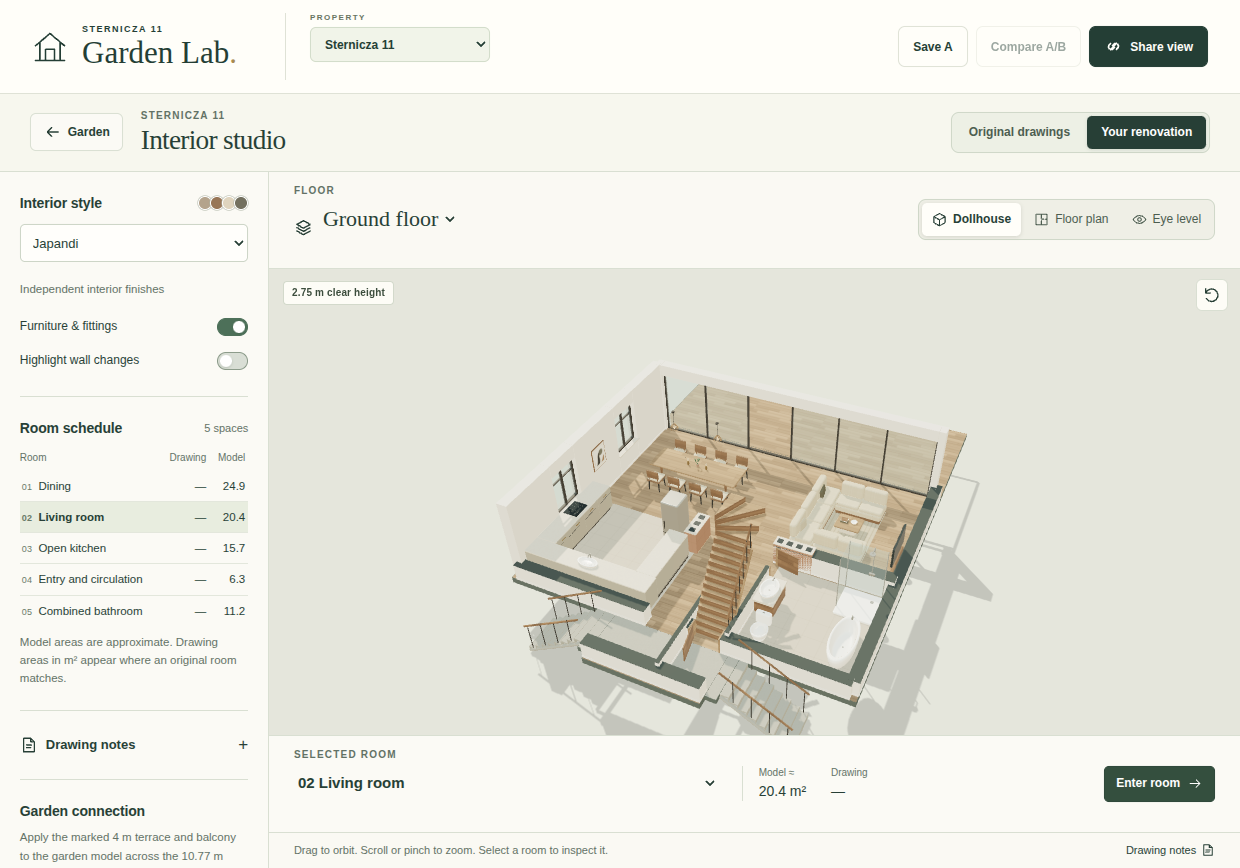 STERNICZA 11
Garden Lab.
PROPERTY
Sternicza 11
Save A
Compare A/B
Share view
Garden
STERNICZA 11
Interior studio
Original drawings
Your renovation
Interior style
Japandi
Independent interior finishes
Furniture & fittings
Highlight wall changes
Room schedule
5 spaces
Room Drawing Model
01 Dining — 24.9
02 Living room — 20.4
03 Open kitchen — 15.7
04 Entry and circulation — 6.3
05 Combined bathroom — 11.2
Model areas are approximate. Drawing
areas in m² appear where an original room
matches.
Drawing notes +
Garden connection
Apply the marked 4 m terrace and balcony
to the garden model across the 10.77 m
FLOOR
Ground floor
Dollhouse
Floor plan
Eye level
2.75 m clear height
SELECTED ROOM
02 Living room
Model ≈ Drawing
20.4 m² —
Enter room
Drag to orbit. Scroll or pinch to zoom. Select a room to inspect it.
Drawing notes